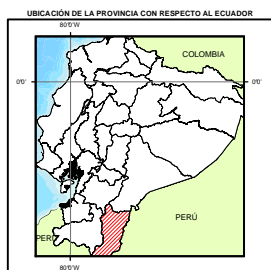 UBICACIÓN DE LA PROVINCIA CON RESPECTO AL ECUADOR
80°0'W
COLOMBIA
0°0'
0°0'
PERÚ
PERÚ
80°0'W